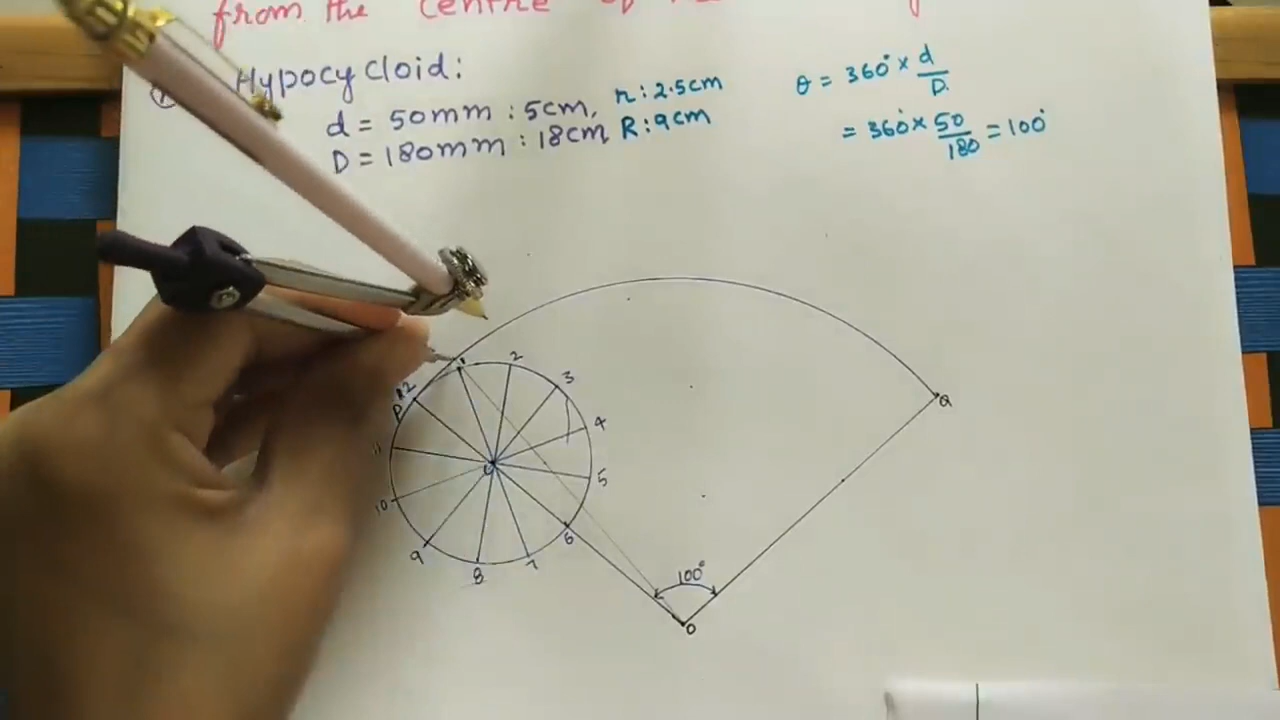 from the centre of
Hypocycloid:
d = 50mm : 5cm, r : 2.5cm
D = 180mm : 18cm R : 9cm
θ = 360° × d/D
= 360° × 50/180 = 100°
P
12
1
2
3
4
5
6
7
8
9
10
11
C
Q
100°
O